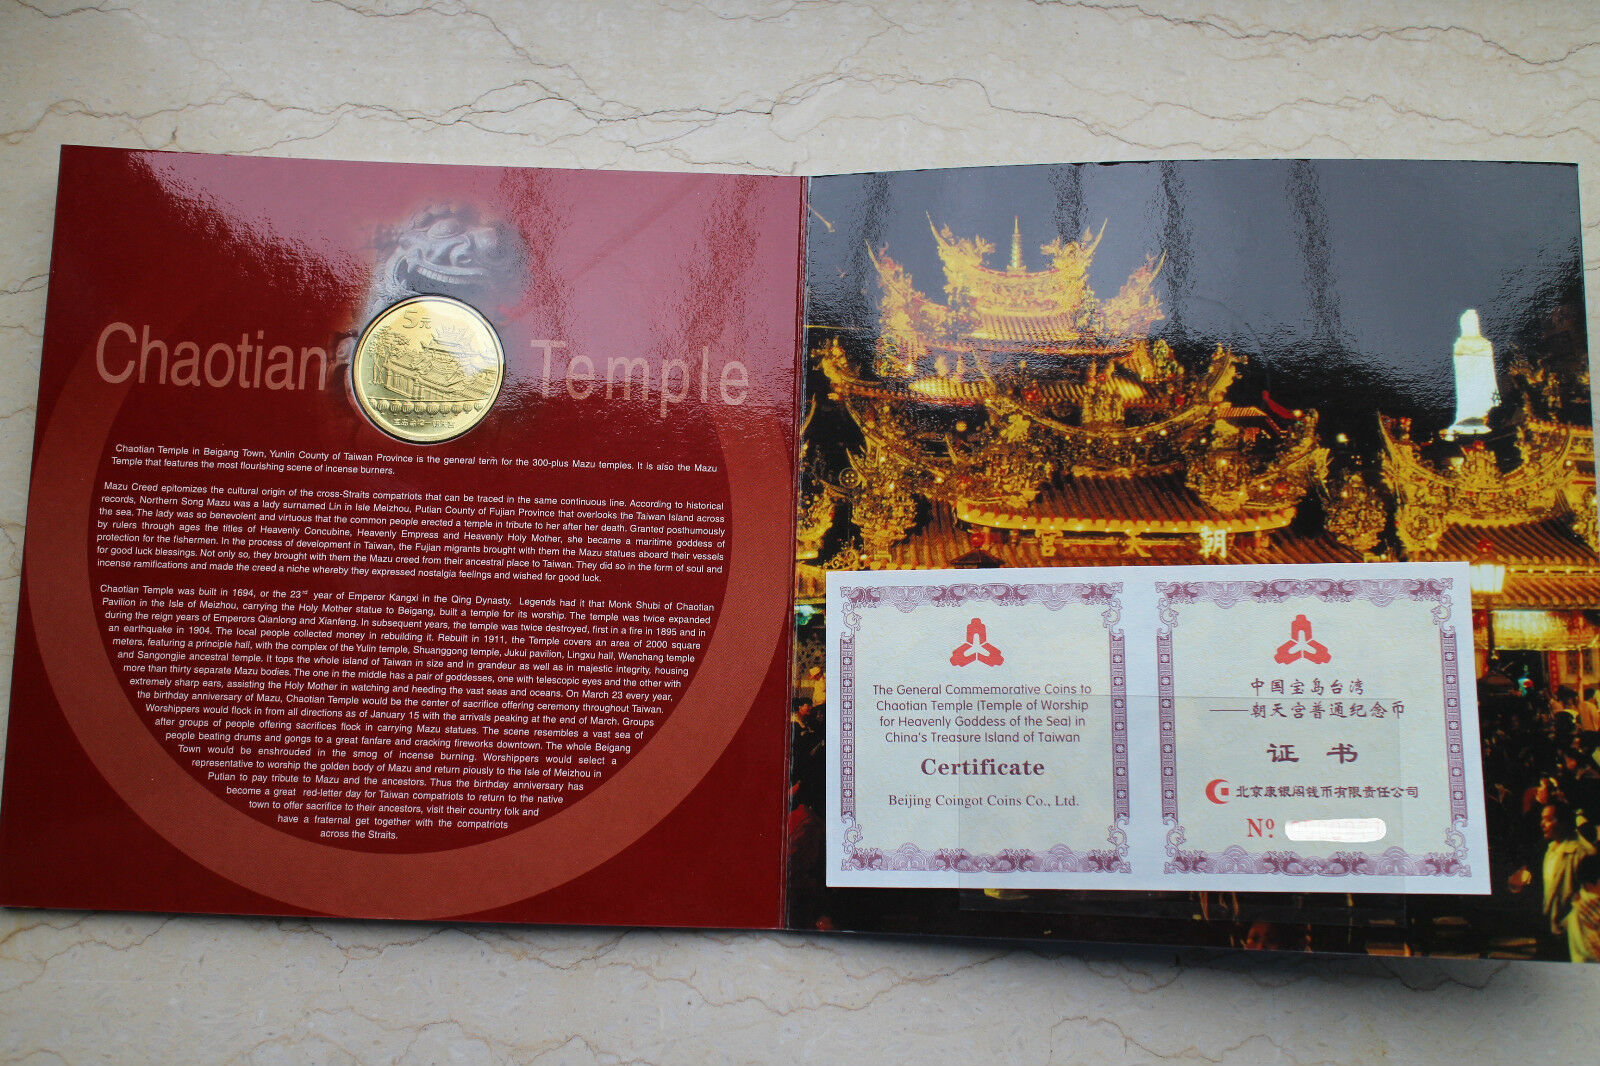 Chaotian Temple
5元
Chaotian Temple in Beigang Town, Yunlin County of Taiwan Province is the general term for the 300-plus Mazu temples. It is also the Mazu
Temple that features the most flourishing scene of incense burners.
Mazu Creed epitomizes the cultural origin of the cross-Straits compatriots that can be traced in the same continuous line. According to historical
records, Northern Song Mazu was a lady surnamed Lin in Isle Meizhou, Putian County of Fujian Province that overlooks the Taiwan Island across
the sea. The lady was so benevolent and virtuous that the common people erected a temple in tribute to her after her death. Granted posthumously
by rulers through ages the titles of Heavenly Concubine, Heavenly Empress and Heavenly Holy Mother, she became a maritime goddess of
protection for the fishermen. In the process of development in Taiwan, the Fujian migrants brought with them the Mazu statues aboard their vessels
for good luck blessings. Not only so, they brought with them the Mazu creed from their ancestral place to Taiwan. They did so in the form of soul and
incense ramifications and made the creed a niche whereby they expressed nostalgia feelings and wished for good luck.
Chaotian Temple was built in 1694, or the 23rd year of Emperor Kangxi in the Qing Dynasty. Legends had it that Monk Shubi of Chaotian
Pavilion in the Isle of Meizhou, carrying the Holy Mother statue to Beigang, built a temple for its worship. The temple was twice expanded
during the reign years of Emperors Qianlong and Xianfeng. In subsequent years, the temple was twice destroyed, first in a fire in 1895 and in
an earthquake in 1904. The local people collected money in rebuilding it. Rebuilt in 1911, the Temple covers an area of 2000 square
meters, featuring a principle hall, with the complex of the Yulin temple, Shuanggong temple, Jukui pavilion, Lingxu hall, Wenchang temple
and Sangongjie ancestral temple. It tops the whole island of Taiwan in size and in grandeur as well as in majestic integrity, housing
more than thirty separate Mazu bodies. The one in the middle has a pair of goddesses, one with telescopic eyes and the other with
extremely sharp ears, assisting the Holy Mother in watching and heeding the vast seas and oceans. On March 23 every year,
the birthday anniversary of Mazu, Chaotian Temple would be the center of sacrifice offering ceremony throughout Taiwan.
Worshippers would flock in from all directions as of January 15 with the arrivals peaking at the end of March. Groups
after groups of people offering sacrifices flock in carrying Mazu statues. The scene resembles a vast sea of
people beating drums and gongs to a great fanfare and cracking fireworks downtown. The whole Beigang
Town would be enshrouded in the smog of incense burning. Worshippers would select a
representative to worship the golden body of Mazu and return piously to the Isle of Meizhou in
Putian to pay tribute to Mazu and the ancestors. Thus the birthday anniversary has
become a great red-letter day for Taiwan compatriots to return to the native
town to offer sacrifice to their ancestors, visit their country folk and
have a fraternal get together with the compatriots
across the Straits.
宮天朝
The General Commemorative Coins to
Chaotian Temple (Temple of Worship
for Heavenly Goddess of the Sea) in
China's Treasure Island of Taiwan
Certificate
Beijing Coingot Coins Co., Ltd.
中国宝岛台湾
——朝天宫普通纪念币
证 书
北京康银阁钱币有限责任公司
Nº